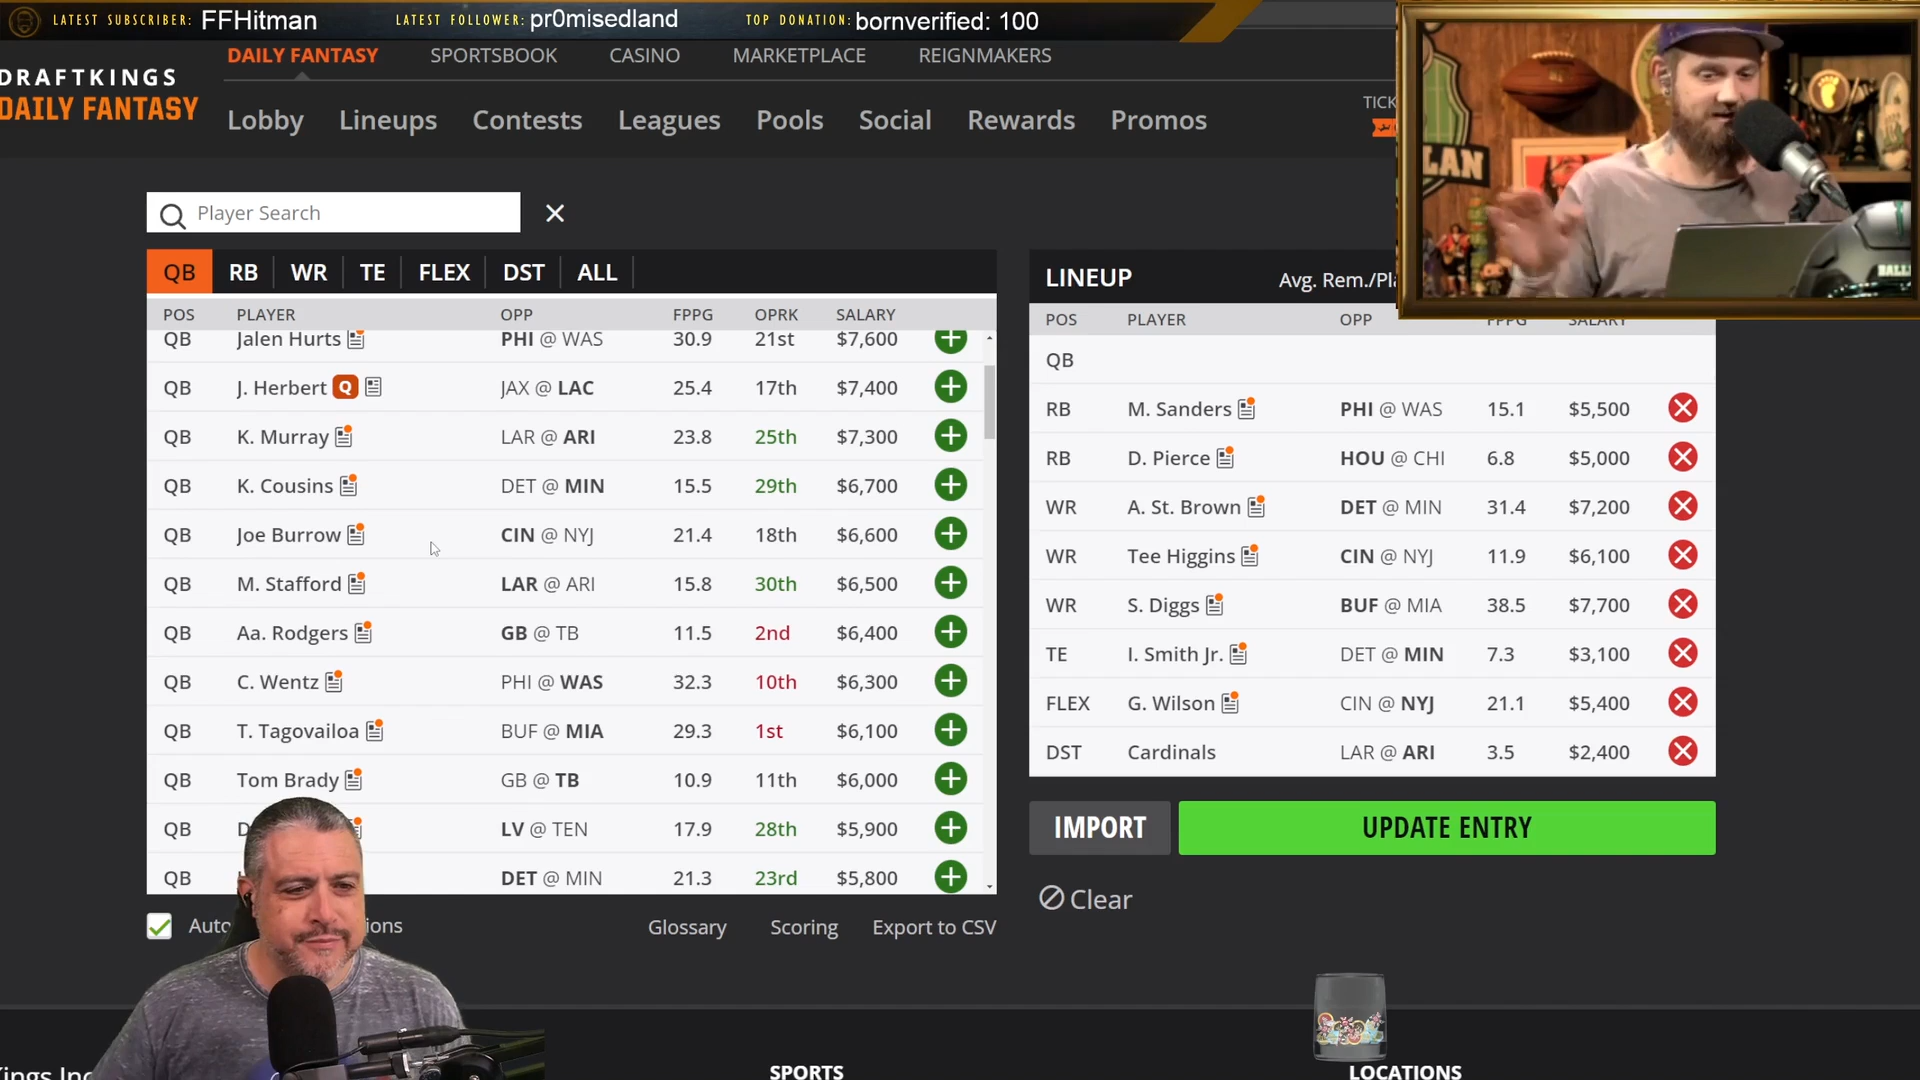 LATEST SUBSCRIBER: FFHitman LATEST FOLLOWER: pr0misedland TOP DONATION: bornverified: 100
DRAFTKINGS
DAILY FANTASY
DAILY FANTASY SPORTSBOOK CASINO MARKETPLACE REIGNMAKERS
Lobby Lineups Contests Leagues Pools Social Rewards Promos
TICK
LAN
BALL
Player Search
QB RB WR TE FLEX DST ALL
POS PLAYER OPP FPPG OPRK SALARY
QB Jalen Hurts PHI @ WAS 30.9 21st $7,600
QB J. Herbert Q JAX @ LAC 25.4 17th $7,400
QB K. Murray LAR @ ARI 23.8 25th $7,300
QB K. Cousins DET @ MIN 15.5 29th $6,700
QB Joe Burrow CIN @ NYJ 21.4 18th $6,600
QB M. Stafford LAR @ ARI 15.8 30th $6,500
QB Aa. Rodgers GB @ TB 11.5 2nd $6,400
QB C. Wentz PHI @ WAS 32.3 10th $6,300
QB T. Tagovailoa BUF @ MIA 29.3 1st $6,100
QB Tom Brady GB @ TB 10.9 11th $6,000
QB D LV @ TEN 17.9 28th $5,900
QB DET @ MIN 21.3 23rd $5,800
Auto ions Glossary Scoring Export to CSV
LINEUP Avg. Rem./Pla
POS PLAYER OPP FPPG SALARY
QB
RB M. Sanders PHI @ WAS 15.1 $5,500
RB D. Pierce HOU @ CHI 6.8 $5,000
WR A. St. Brown DET @ MIN 31.4 $7,200
WR Tee Higgins CIN @ NYJ 11.9 $6,100
WR S. Diggs BUF @ MIA 38.5 $7,700
TE I. Smith Jr. DET @ MIN 7.3 $3,100
FLEX G. Wilson CIN @ NYJ 21.1 $5,400
DST Cardinals LAR @ ARI 3.5 $2,400
IMPORT UPDATE ENTRY
Clear
Kings Inc SPORTS LOCATIONS